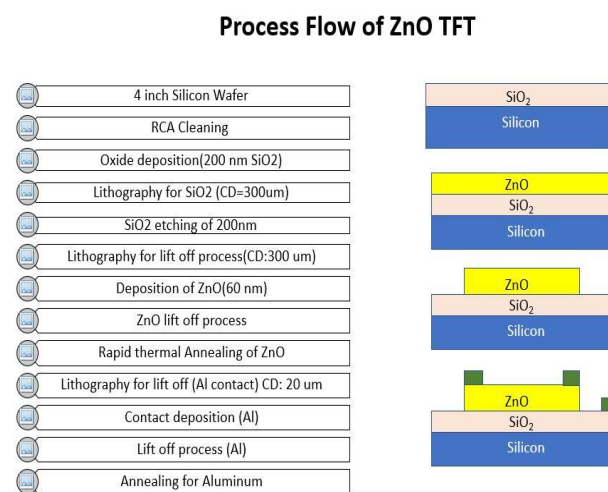 Process Flow of ZnO TFT
4 inch Silicon Wafer
RCA Cleaning
Oxide deposition(200 nm SiO2)
Lithography for SiO2 (CD=300um)
SiO2 etching of 200nm
Lithography for lift off process(CD:300 um)
Deposition of ZnO(60 nm)
ZnO lift off process
Rapid thermal Annealing of ZnO
Lithography for lift off (Al contact) CD: 20 um
Contact deposition (Al)
Lift off process (Al)
Annealing for Aluminum
SiO₂
Silicon
ZnO
SiO₂
Silicon
ZnO
SiO₂
Silicon
ZnO
SiO₂
Silicon